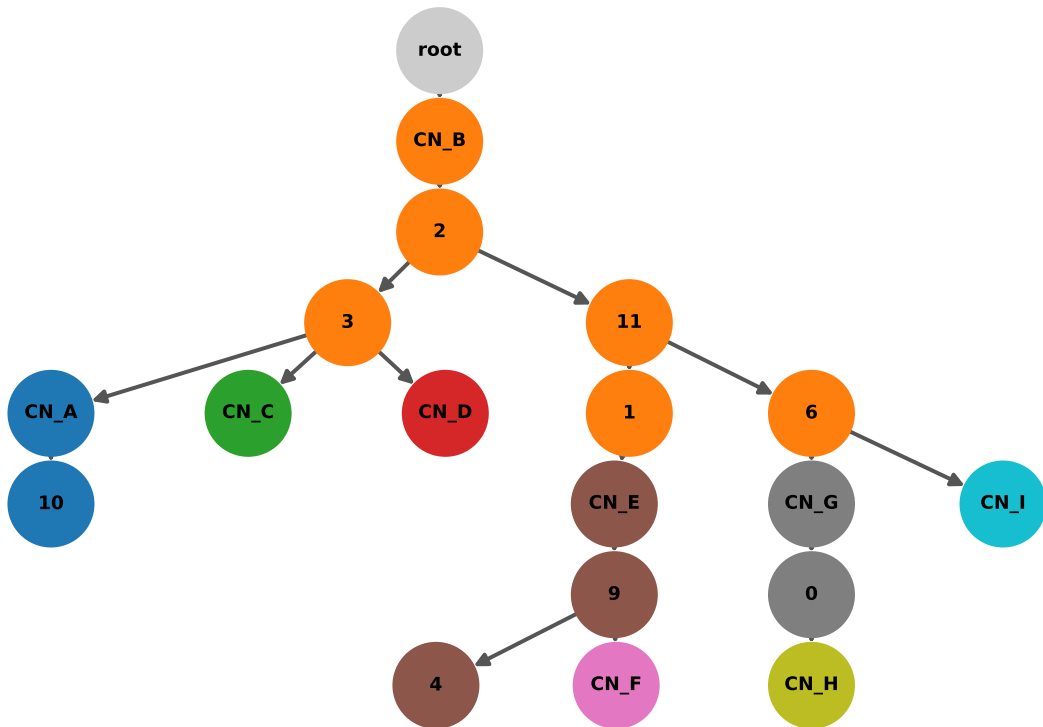 root
CN_B
2
3
11
CN_A
CN_C
CN_D
1
6
10
CN_E
CN_G
CN_I
9
0
4
CN_F
CN_H